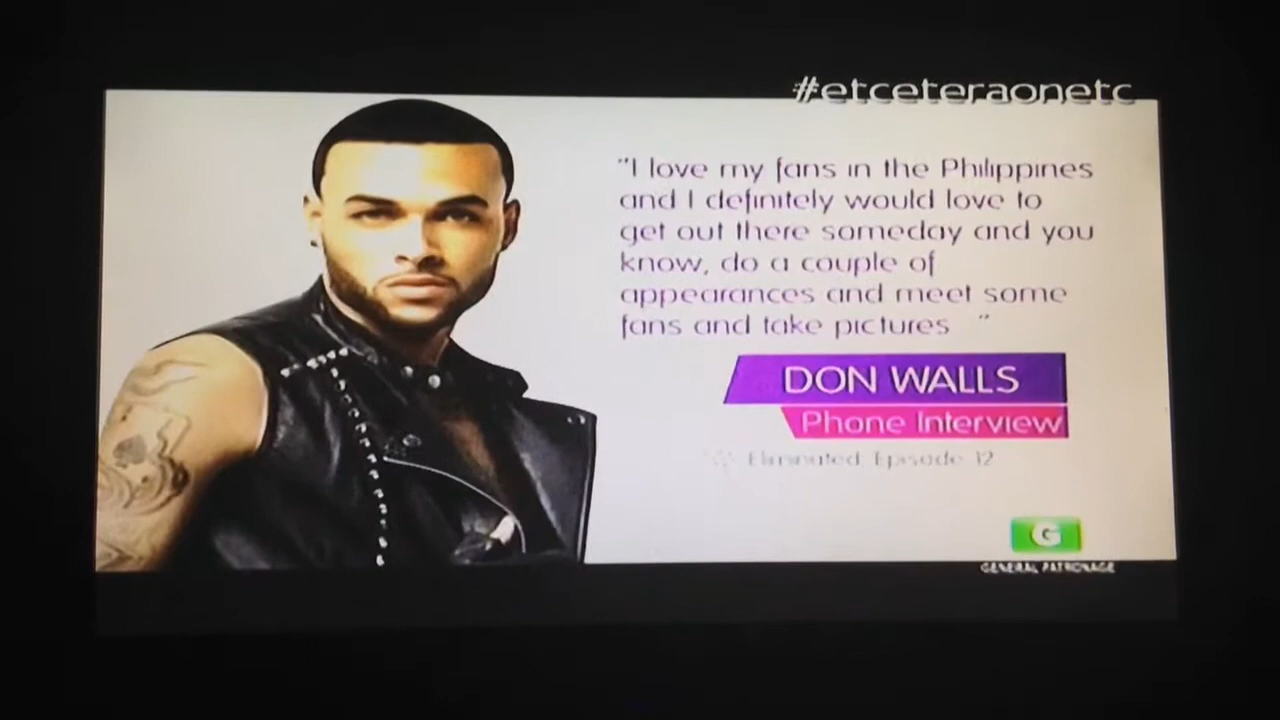 #etceteraonetc
"I love my fans in the Philippines
and I definitely would love to
get out there someday and you
know, do a couple of
appearances and meet some
fans and take pictures "
DON WALLS
Phone Interview
Eliminated: Episode 12
G
GENERAL PATRONAGE